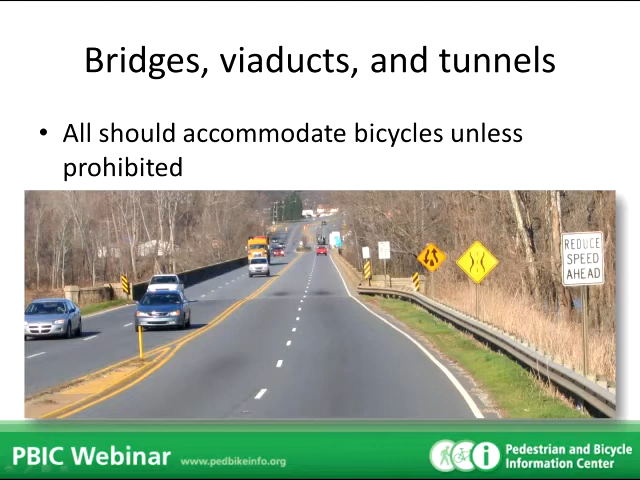 Bridges, viaducts, and tunnels
• All should accommodate bicycles unless
prohibited
REDUCE
SPEED
AHEAD
PBIC Webinar
www.pedbikeinfo.org
Pedestrian and Bicycle
Information Center